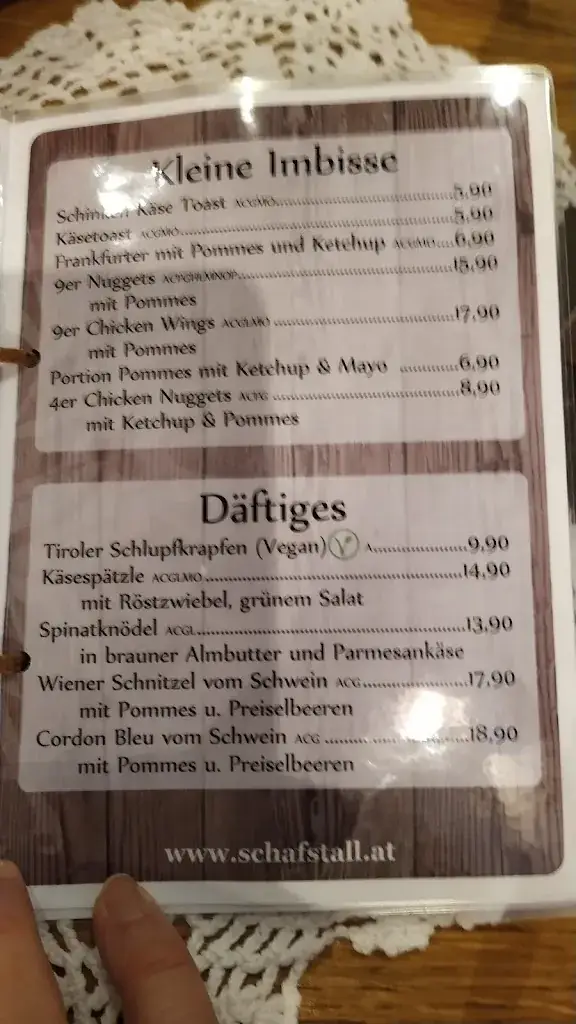 Kleine Imbisse
Schinken Käse Toast ACGMO 5,90
Käsetoast ACGMO 5,90
Frankfurter mit Pommes und Ketchup ACGMO 6,90
9er Nuggets 15,90
mit Pommes
9er Chicken Wings ACGLMO 17,90
mit Pommes
Portion Pommes mit Ketchup & Mayo 6,90
4er Chicken Nuggets ACFG 8,90
mit Ketchup & Pommes
Däftiges
Tiroler Schlupfkrapfen (Vegan) V A 9,90
Käsespätzle ACGLMO 14,90
mit Röstzwiebel, grünem Salat
Spinatknödel ACGL 13,90
in brauner Almbutter und Parmesankäse
Wiener Schnitzel vom Schwein ACG 17,90
mit Pommes u. Preiselbeeren
Cordon Bleu vom Schwein ACG 18,90
mit Pommes u. Preiselbeeren
www.schafstall.at